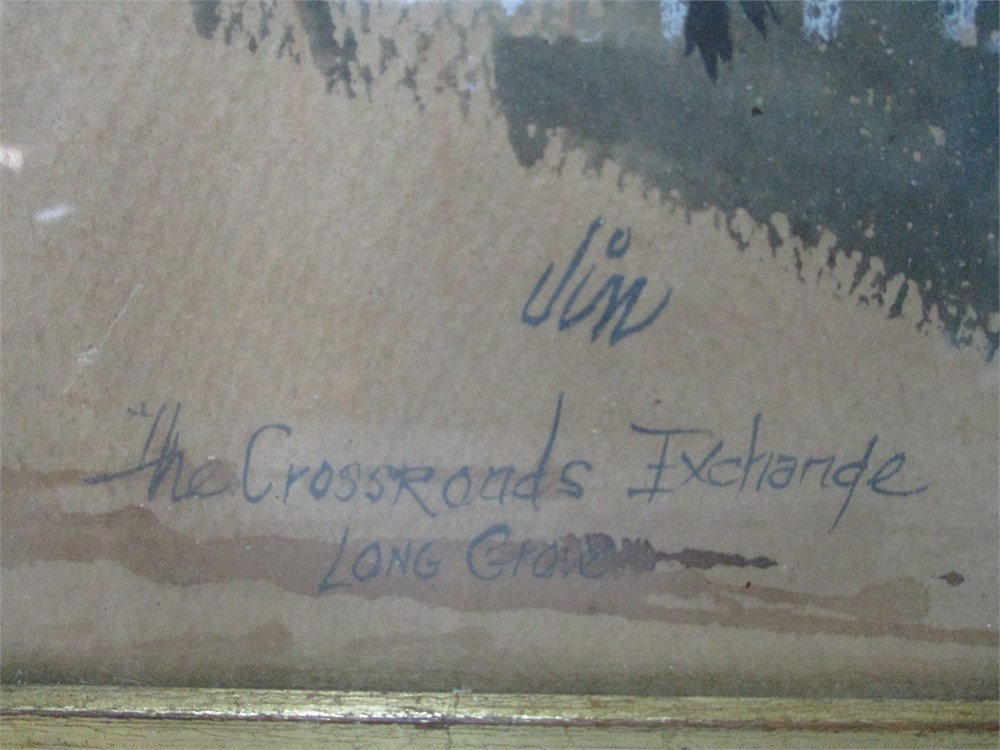 Jim
The Crossroads Exchange
Long Grove